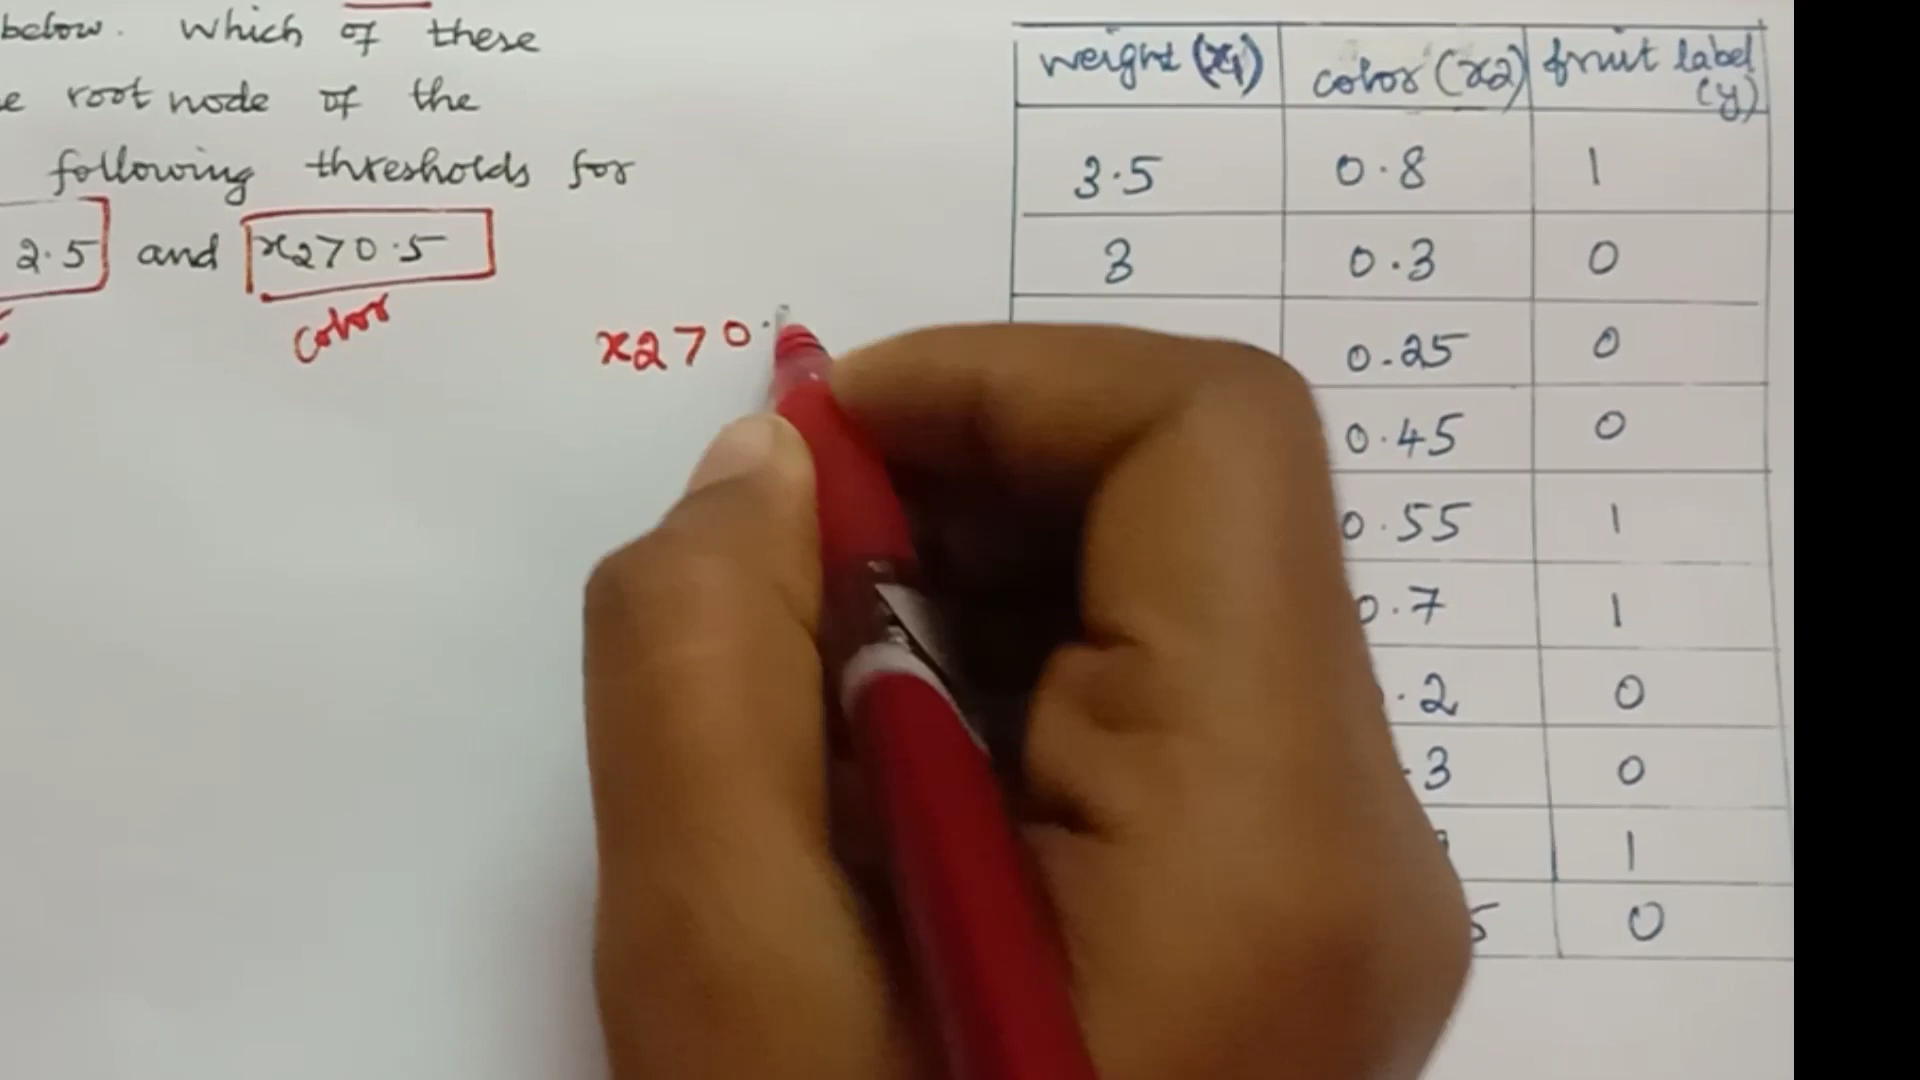 below. Which of these
root node of the
following thresholds for
2.5 and x2>0.5
color
x2>0.
weight (x1) color (x2) fruit label (y)
3.5 0.8 1
3 0.3 0
0.25 0
0.45 0
0.55 1
0.7 1
.2 0
.3 0
1
5 0